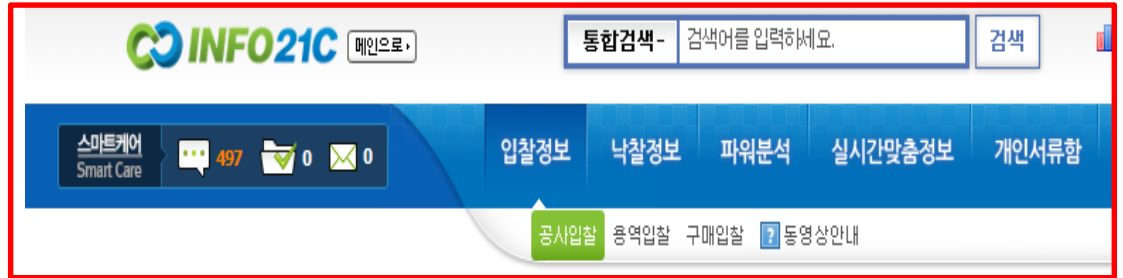 INFO21C 메인으로 통합검색- 검색어를 입력하세요. 검색
스마트케어
Smart Care 497 0 0 입찰정보 낙찰정보 파워분석 실시간맞춤정보 개인서류함
공사입찰 용역입찰 구매입찰 ? 동영상안내